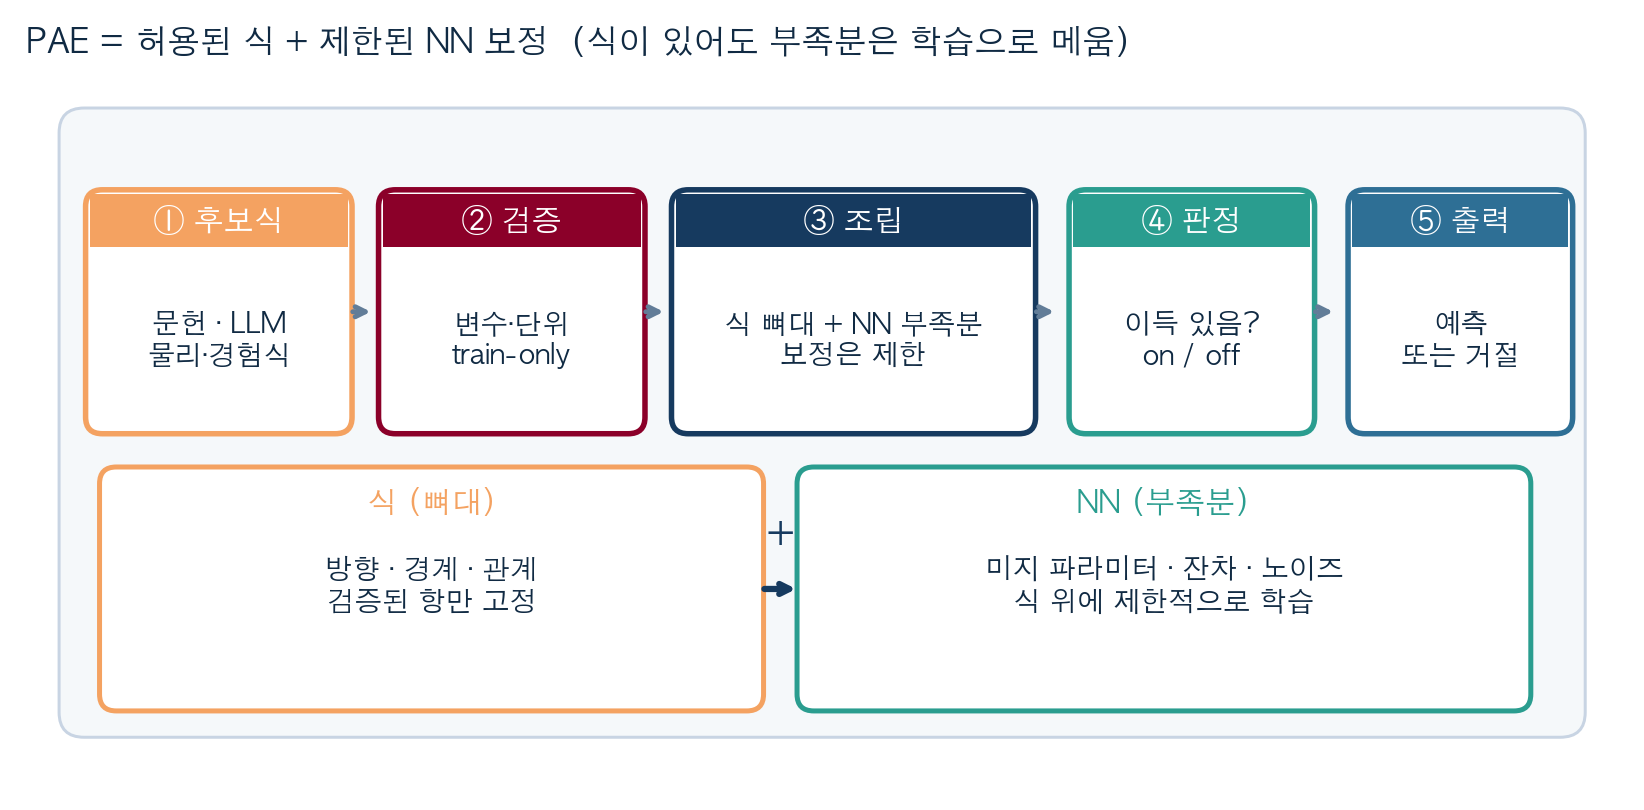 PAE = 허용된 식 + 제한된 NN 보정 (식이 있어도 부족분은 학습으로 메움)
① 후보식
문헌 · LLM
물리·경험식
② 검증
변수·단위
train-only
③ 조립
식 뼈대 + NN 부족분
보정은 제한
④ 판정
이득 있음?
on / off
⑤ 출력
예측
또는 거절
식 (뼈대)
방향 · 경계 · 관계
검증된 항만 고정
+
NN (부족분)
미지 파라미터 · 잔차 · 노이즈
식 위에 제한적으로 학습